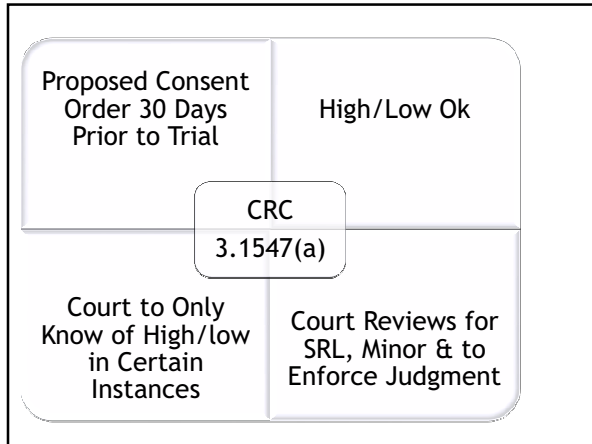 Proposed Consent
Order 30 Days
Prior to Trial
High/Low Ok
CRC
3.1547(a)
Court to Only
Know of High/low
in Certain
Instances
Court Reviews for
SRL, Minor & to
Enforce Judgment